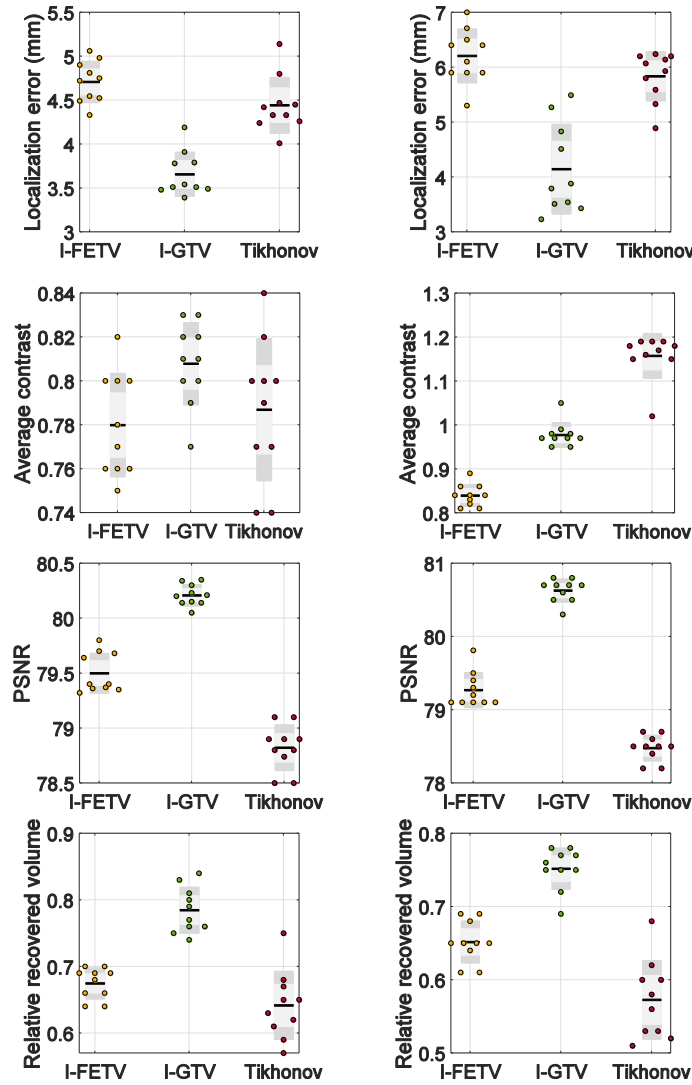 Localization error (mm)
5.5
5
4.5
4
3.5
3
I-FETV I-GTV Tikhonov
Localization error (mm)
7
6
5
4
3
I-FETV I-GTV Tikhonov
Average contrast
0.84
0.82
0.8
0.78
0.76
0.74
I-FETV I-GTV Tikhonov
Average contrast
1.3
1.2
1.1
1
0.9
0.8
I-FETV I-GTV Tikhonov
PSNR
80.5
80
79.5
79
78.5
I-FETV I-GTV Tikhonov
PSNR
81
80
79
78
I-FETV I-GTV Tikhonov
Relative recovered volume
0.9
0.8
0.7
0.6
I-FETV I-GTV Tikhonov
Relative recovered volume
0.8
0.7
0.6
0.5
I-FETV I-GTV Tikhonov